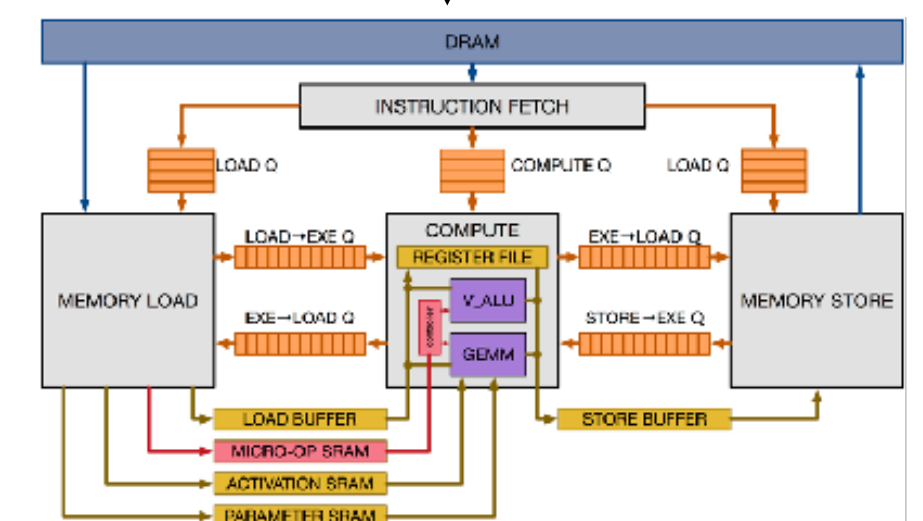 DRAM
INSTRUCTION FETCH
LOAD Q
COMPUTE Q
LOAD Q
LOAD→EXE Q
COMPUTE
EXE→LOAD Q
REGISTER FILE
MEMORY LOAD
V_ALU
MEMORY STORE
EXE→LOAD Q
controller
STORE→EXE Q
GEMM
LOAD BUFFER
STORE BUFFER
MICRO-OP SRAM
ACTIVATION SRAM
PARAMETER SRAM